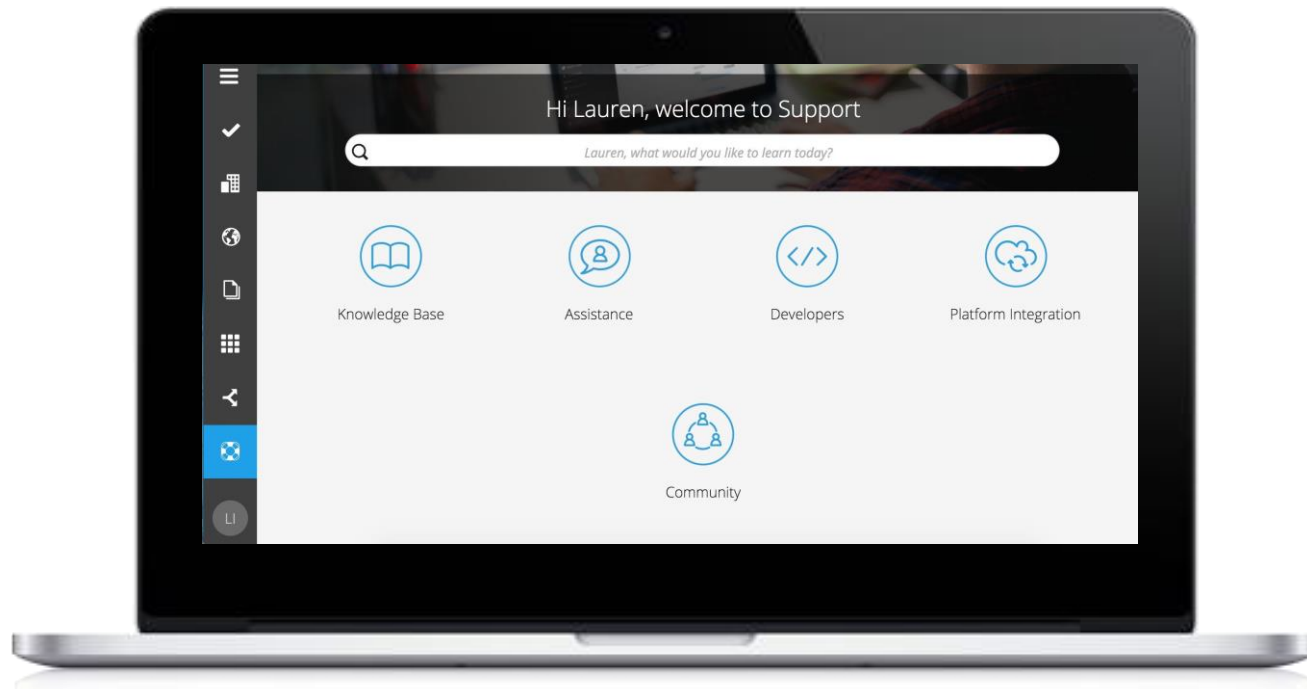 Hi Lauren, welcome to Support
Lauren, what would you like to learn today?
Knowledge Base
Assistance
Developers
Platform Integration
Community
LI